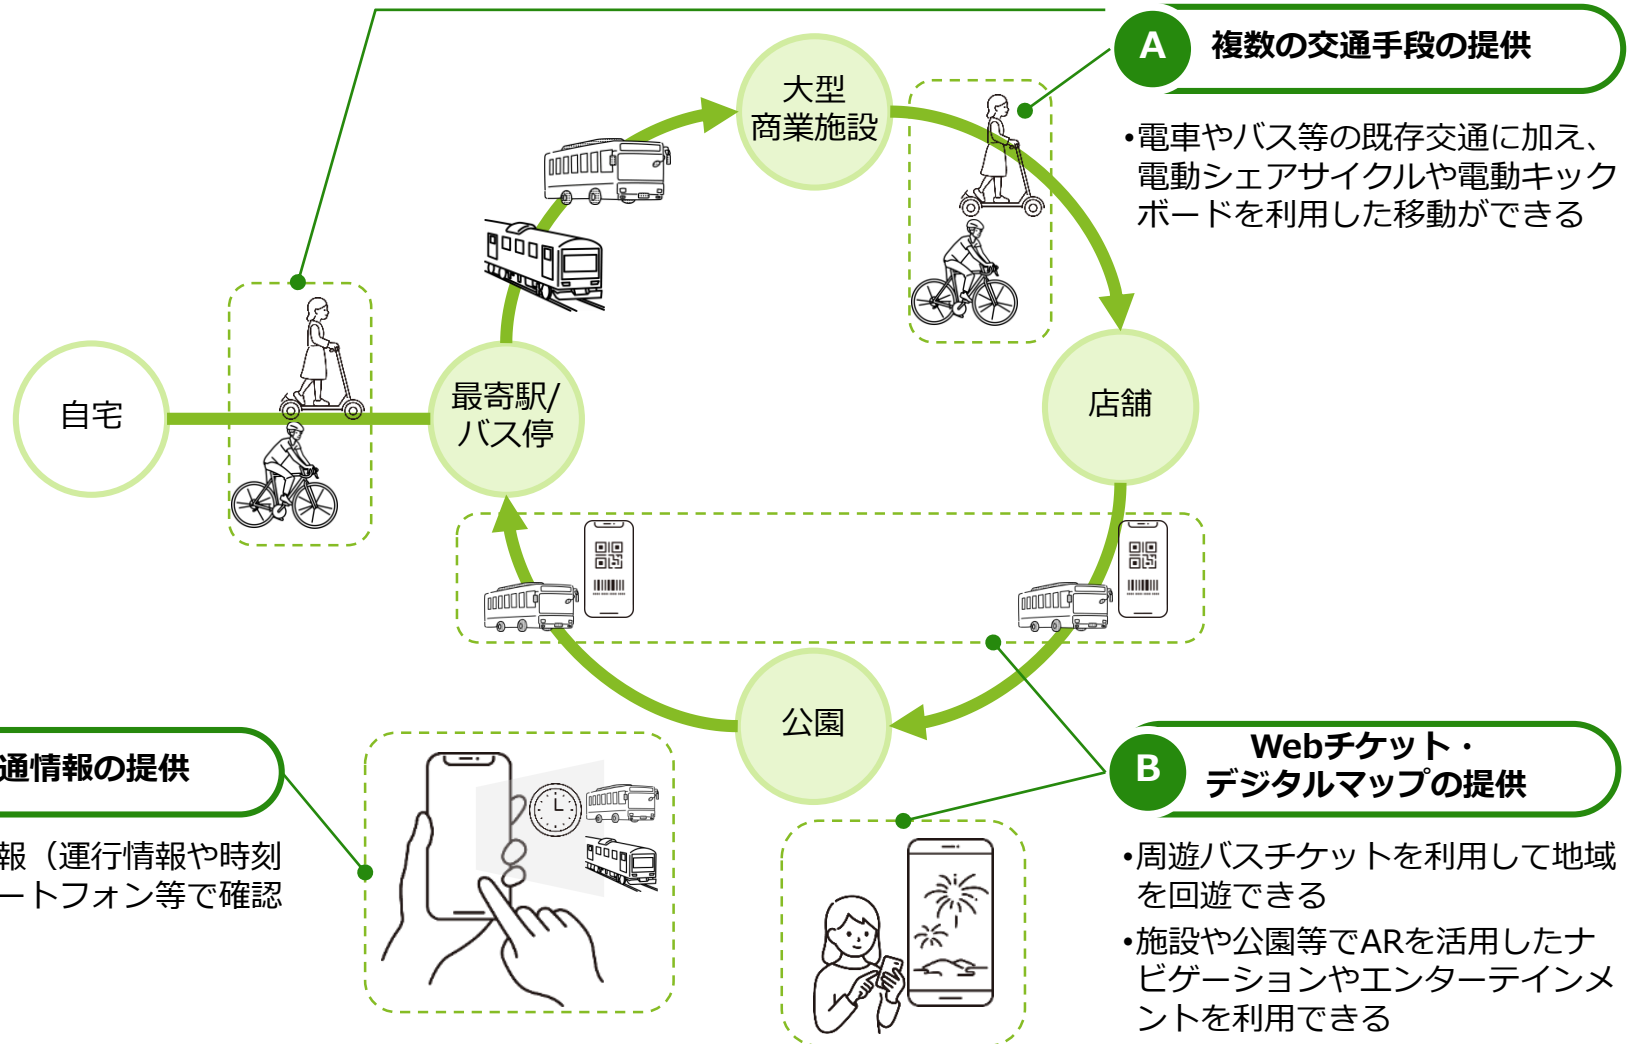 A
複数の交通手段の提供
•電車やバス等の既存交通に加え、
電動シェアサイクルや電動キック
ボードを利用した移動ができる
大型
商業施設
自宅
最寄駅/
バス停
店舗
公園
通情報の提供
報（運行情報や時刻
ートフォン等で確認
B
Webチケット・
デジタルマップの提供
•周遊バスチケットを利用して地域
を回遊できる
•施設や公園等でARを活用したナ
ビゲーションやエンターテインメ
ントを利用できる